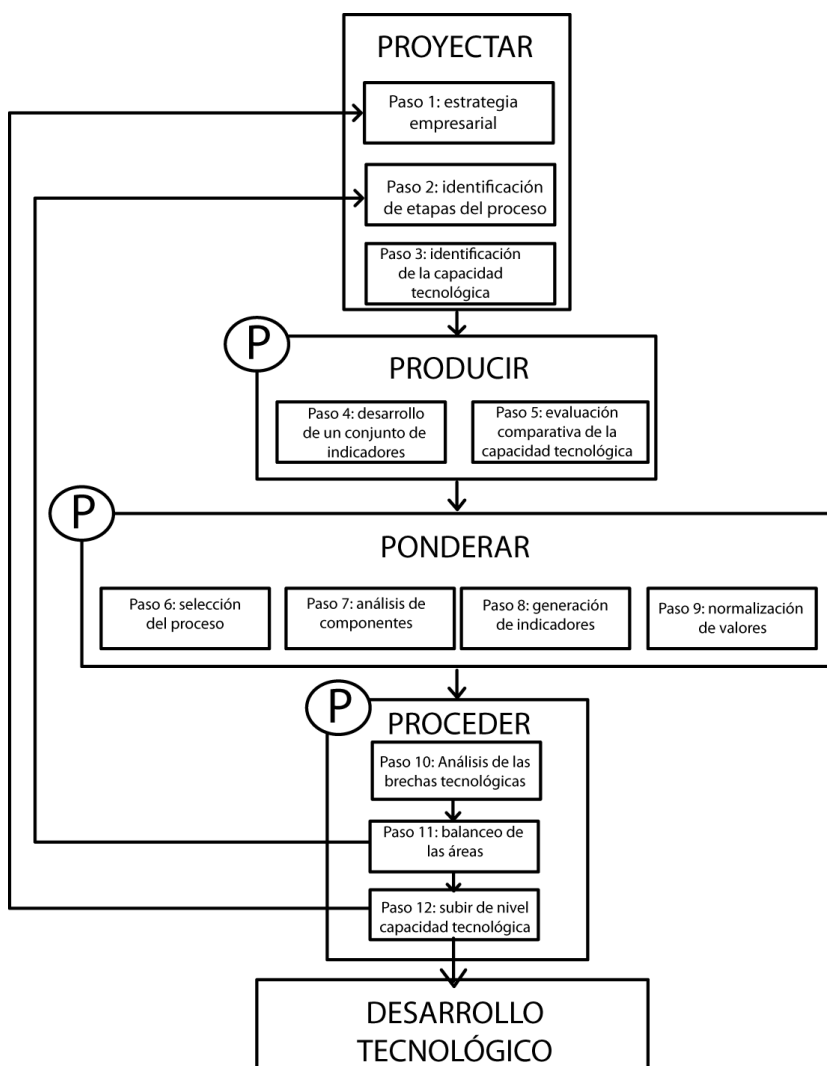 PROYECTAR
Paso 1: estrategia
empresarial
Paso 2: identificación
de etapas del proceso
Paso 3: identificación
de la capacidad
tecnológica
P
PRODUCIR
Paso 4: desarrollo
de un conjunto de
indicadores
Paso 5: evaluación
comparativa de la
capacidad tecnológica
P
PONDERAR
Paso 6: selección
del proceso
Paso 7: análisis de
componentes
Paso 8: generación
de indicadores
Paso 9: normalización
de valores
P
PROCEDER
Paso 10: Análisis de las
brechas tecnológicas
Paso 11: balanceo de
las áreas
Paso 12: subir de nivel
capacidad tecnológica
DESARROLLO
TECNOLÓGICO